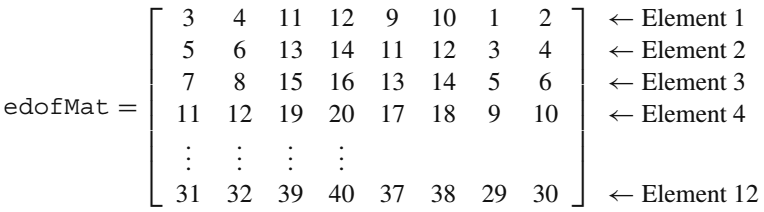 3 4 11 12 9 10 1 2 ← Element 1
5 6 13 14 11 12 3 4 ← Element 2
7 8 15 16 13 14 5 6 ← Element 3
edofMat = 11 12 19 20 17 18 9 10 ← Element 4
⋮ ⋮ ⋮ ⋮
31 32 39 40 37 38 29 30 ← Element 12